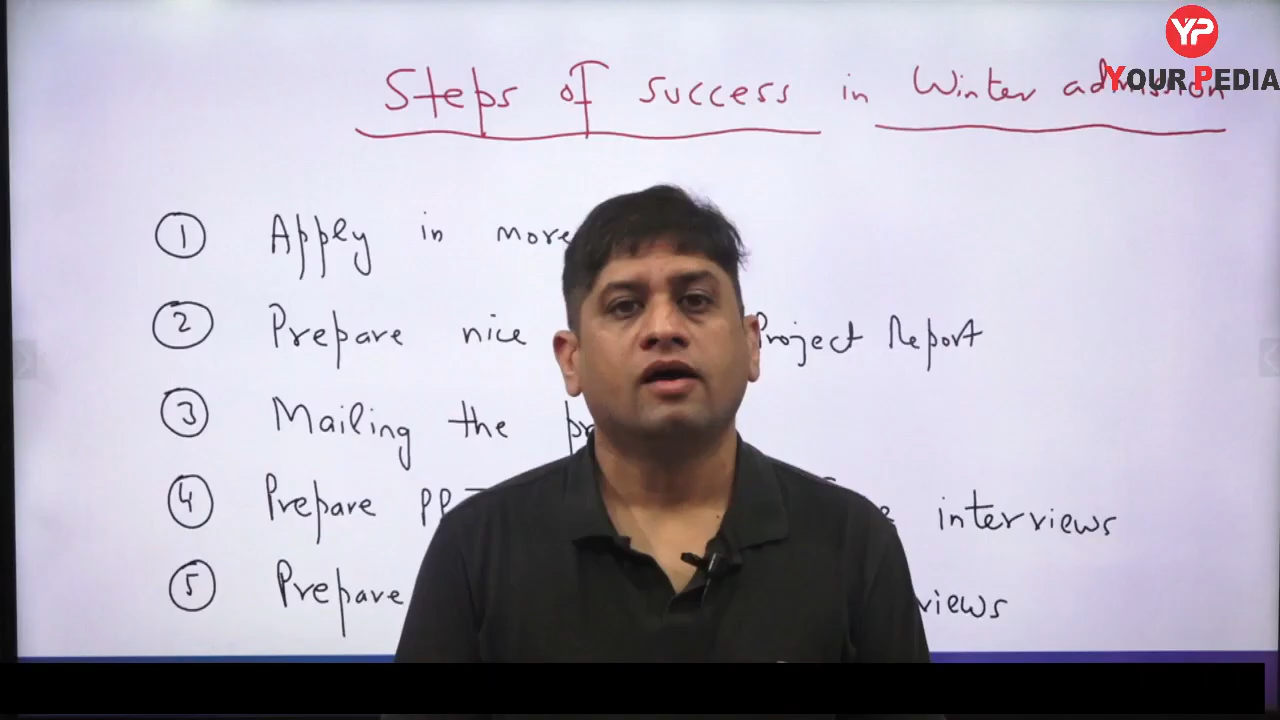 YP
YOUR PEDIA
Steps of success in Winter admission
1 Apply in more
2 Prepare nice Project Report
3 Mailing the
4 Prepare interviews
5 Prepare